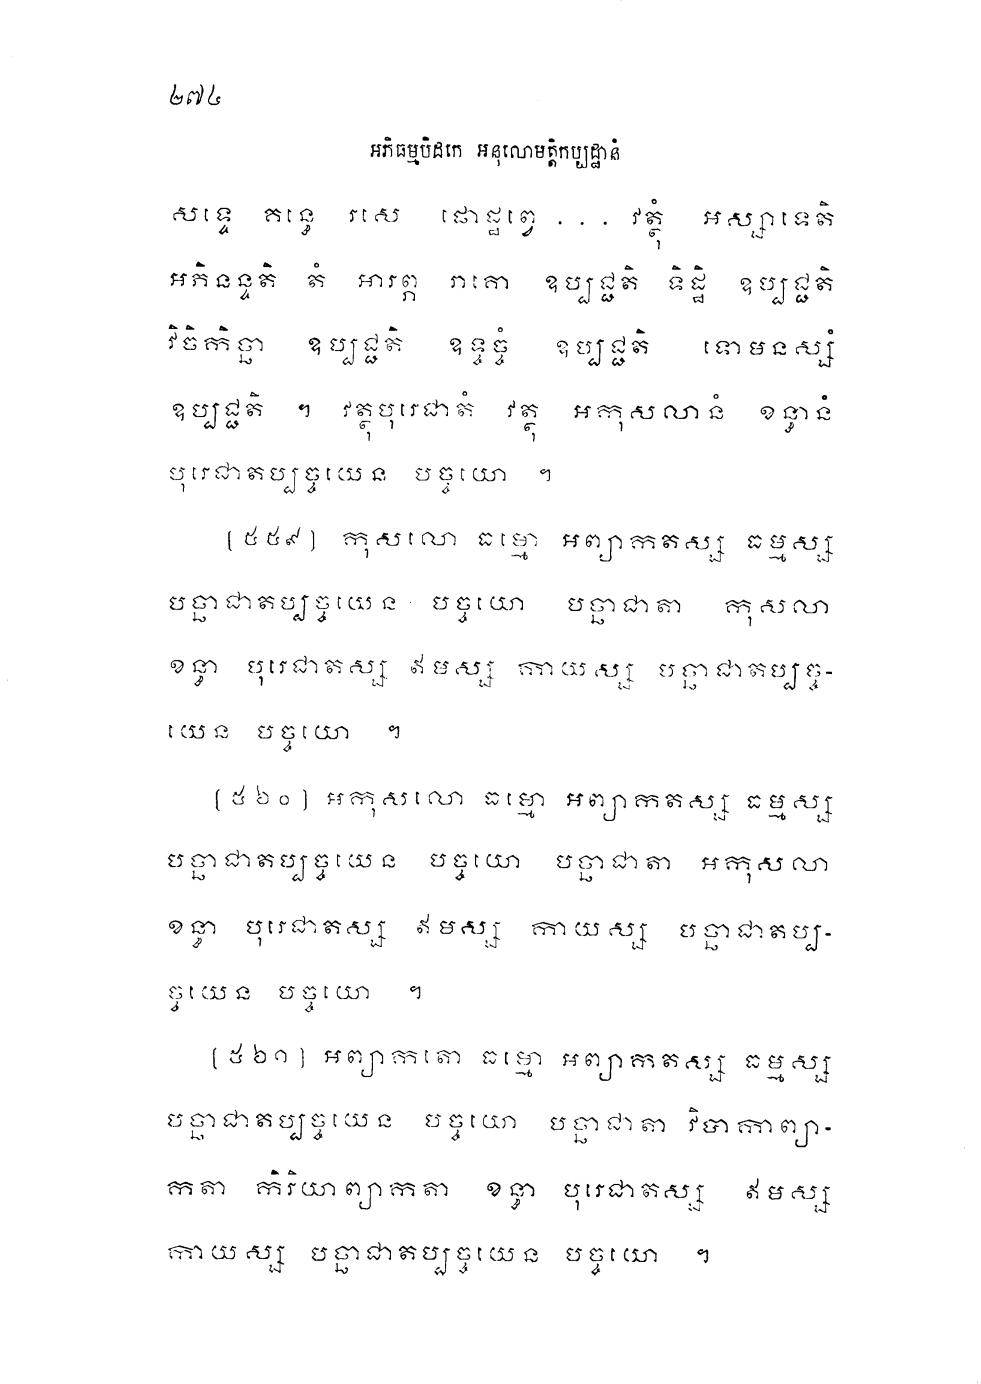 ២៧៤
អភិធម្មបិដកេ អនុលោមត្តិកប្បដ្ឋានំ
សទ្ទេ គន្ធេ រសេ ផោដ្ឋព្វេ . . . វត្ថុំ អស្សាទេតិ
អភិនន្ទតិ តំ អារព្ភ រាគោ ឧប្បជ្ជតិ ទិដ្ឋិ ឧប្បជ្ជតិ
វិចិកិច្ឆា ឧប្បជ្ជតិ ឧទ្ធច្ចំ ឧប្បជ្ជតិ ទោមនស្សំ
ឧប្បជ្ជតិ ។ វត្ថុបុរេជាតំ វត្ថុ អកុសលានំ ខន្ធានំ
បុរេជាតប្បច្ចយេន បច្ចយោ ។
[៥៥៩] កុសលោ ធម្មោ អព្យាកតស្ស ធម្មស្ស
បច្ឆាជាតប្បច្ចយេន បច្ចយោ បច្ឆាជាតា កុសលា
ខន្ធា បុរេជាតស្ស ឥមស្ស កាយស្ស បច្ឆាជាតប្បច្ច-
យេន បច្ចយោ ។
[៥៦០] អកុសលោ ធម្មោ អព្យាកតស្ស ធម្មស្ស
បច្ឆាជាតប្បច្ចយេន បច្ចយោ បច្ឆាជាតា អកុសលា
ខន្ធា បុរេជាតស្ស ឥមស្ស កាយស្ស បច្ឆាជាតប្ប-
ច្ចយេន បច្ចយោ ។
[៥៦១] អព្យាកតោ ធម្មោ អព្យាកតស្ស ធម្មស្ស
បច្ឆាជាតប្បច្ចយេន បច្ចយោ បច្ឆាជាតា វិបាកាព្យា-
កតា កិរិយាព្យាកតា ខន្ធា បុរេជាតស្ស ឥមស្ស
កាយស្ស បច្ឆាជាតប្បច្ចយេន បច្ចយោ ។